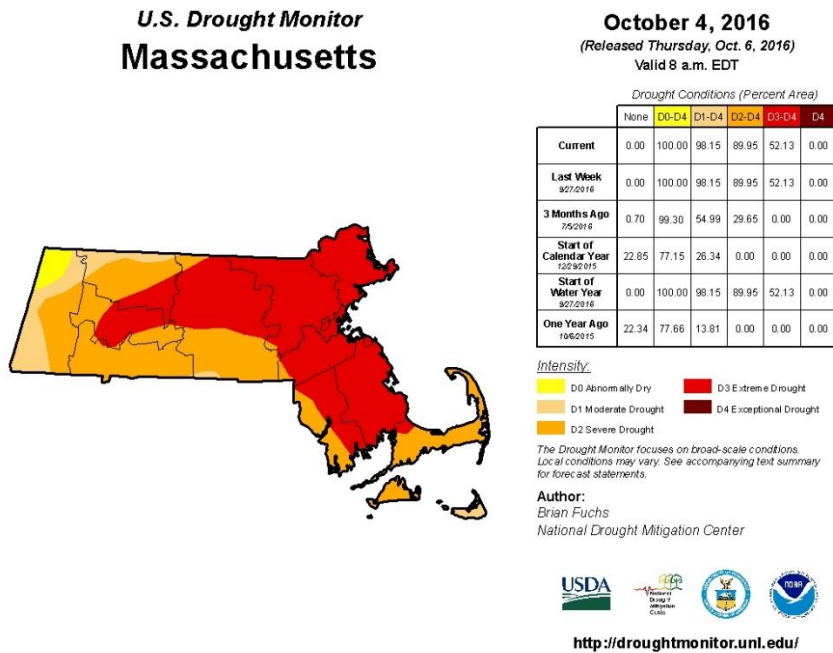 U.S. Drought Monitor
Massachusetts
October 4, 2016
(Released Thursday, Oct. 6, 2016)
Valid 8 a.m. EDT
Drought Conditions (Percent Area)
None D0-D4 D1-D4 D2-D4 D3-D4 D4
Current 0.00 100.00 98.15 89.95 52.13 0.00
Last Week 9/27/2016 0.00 100.00 98.15 89.95 52.13 0.00
3 Months Ago 7/5/2016 0.70 99.30 54.99 29.65 0.00 0.00
Start of Calendar Year 12/29/2015 22.85 77.15 26.34 0.00 0.00 0.00
Start of Water Year 9/27/2016 0.00 100.00 98.15 89.95 52.13 0.00
One Year Ago 10/6/2015 22.34 77.66 13.81 0.00 0.00 0.00
Intensity:
D0 Abnormally Dry
D1 Moderate Drought
D2 Severe Drought
D3 Extreme Drought
D4 Exceptional Drought
The Drought Monitor focuses on broad-scale conditions.
Local conditions may vary. See accompanying text summary
for forecast statements.
Author:
Brian Fuchs
National Drought Mitigation Center
USDA
National
Drought
Mitigation
Center
NOAA
http://droughtmonitor.unl.edu/